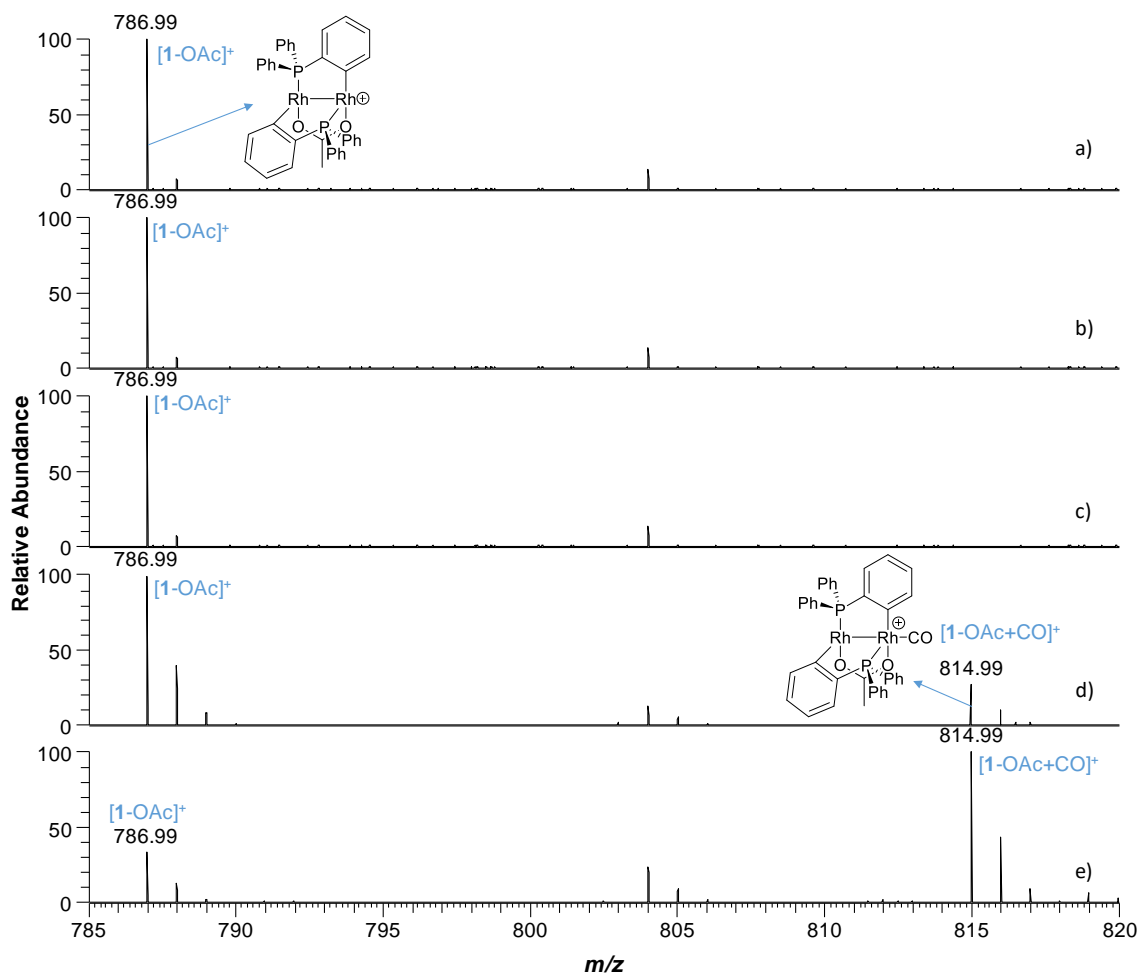 Relative Abundance
786.99
100
50
0
[1-OAc]⁺
Ph
Ph
P
Rh
Rh⊕
O
P
O
Ph
Ph
a)
786.99
100
50
0
[1-OAc]⁺
b)
786.99
100
50
0
[1-OAc]⁺
c)
786.99
100
50
0
[1-OAc]⁺
Ph
Ph
P
⊕
Rh
Rh
CO
O
P
O
Ph
Ph
[1-OAc+CO]⁺
814.99
d)
814.99
100
50
0
[1-OAc+CO]⁺
[1-OAc]⁺
786.99
e)
785 790 795 800 805 810 815 820
m/z